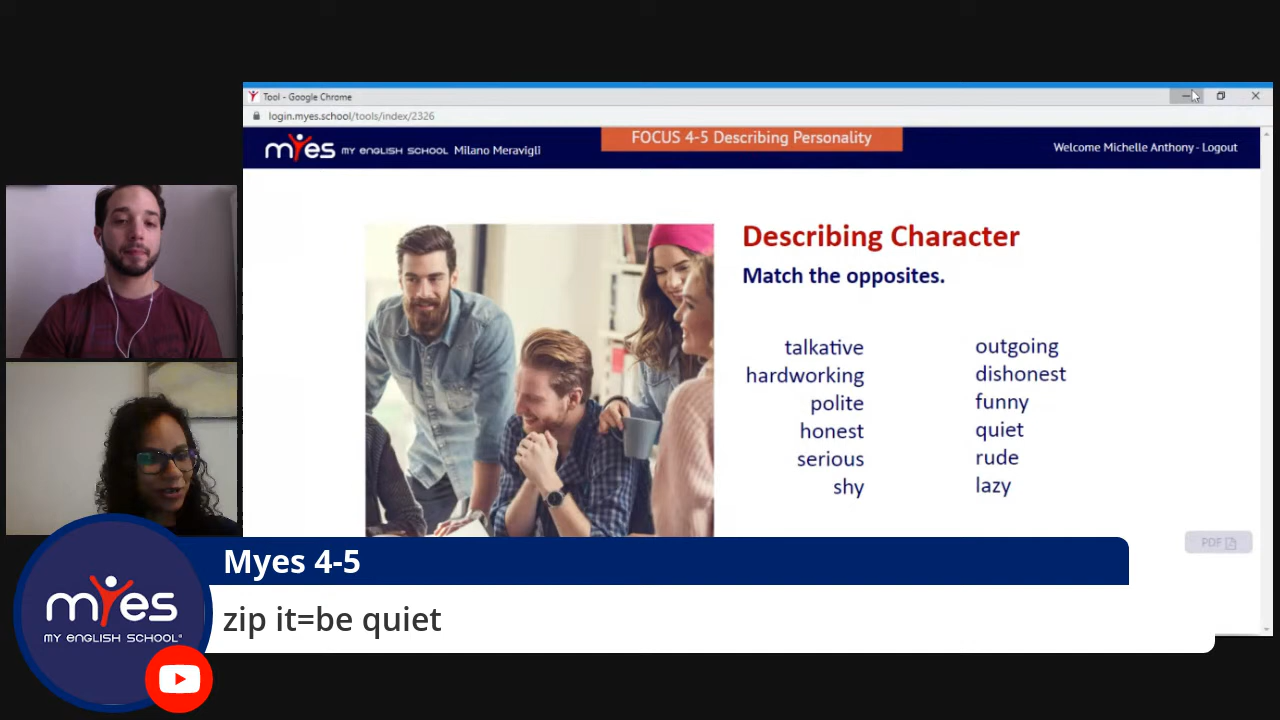 Tool - Google Chrome
login.myes.school/tools/index/2326
myes MY ENGLISH SCHOOL Milano Meravigli
FOCUS 4-5 Describing Personality
Welcome Michelle Anthony - Logout
Describing Character
Match the opposites.
talkative outgoing
hardworking dishonest
polite funny
honest quiet
serious rude
shy lazy
PDF
Myes 4-5
zip it=be quiet
myes
MY ENGLISH SCHOOL®